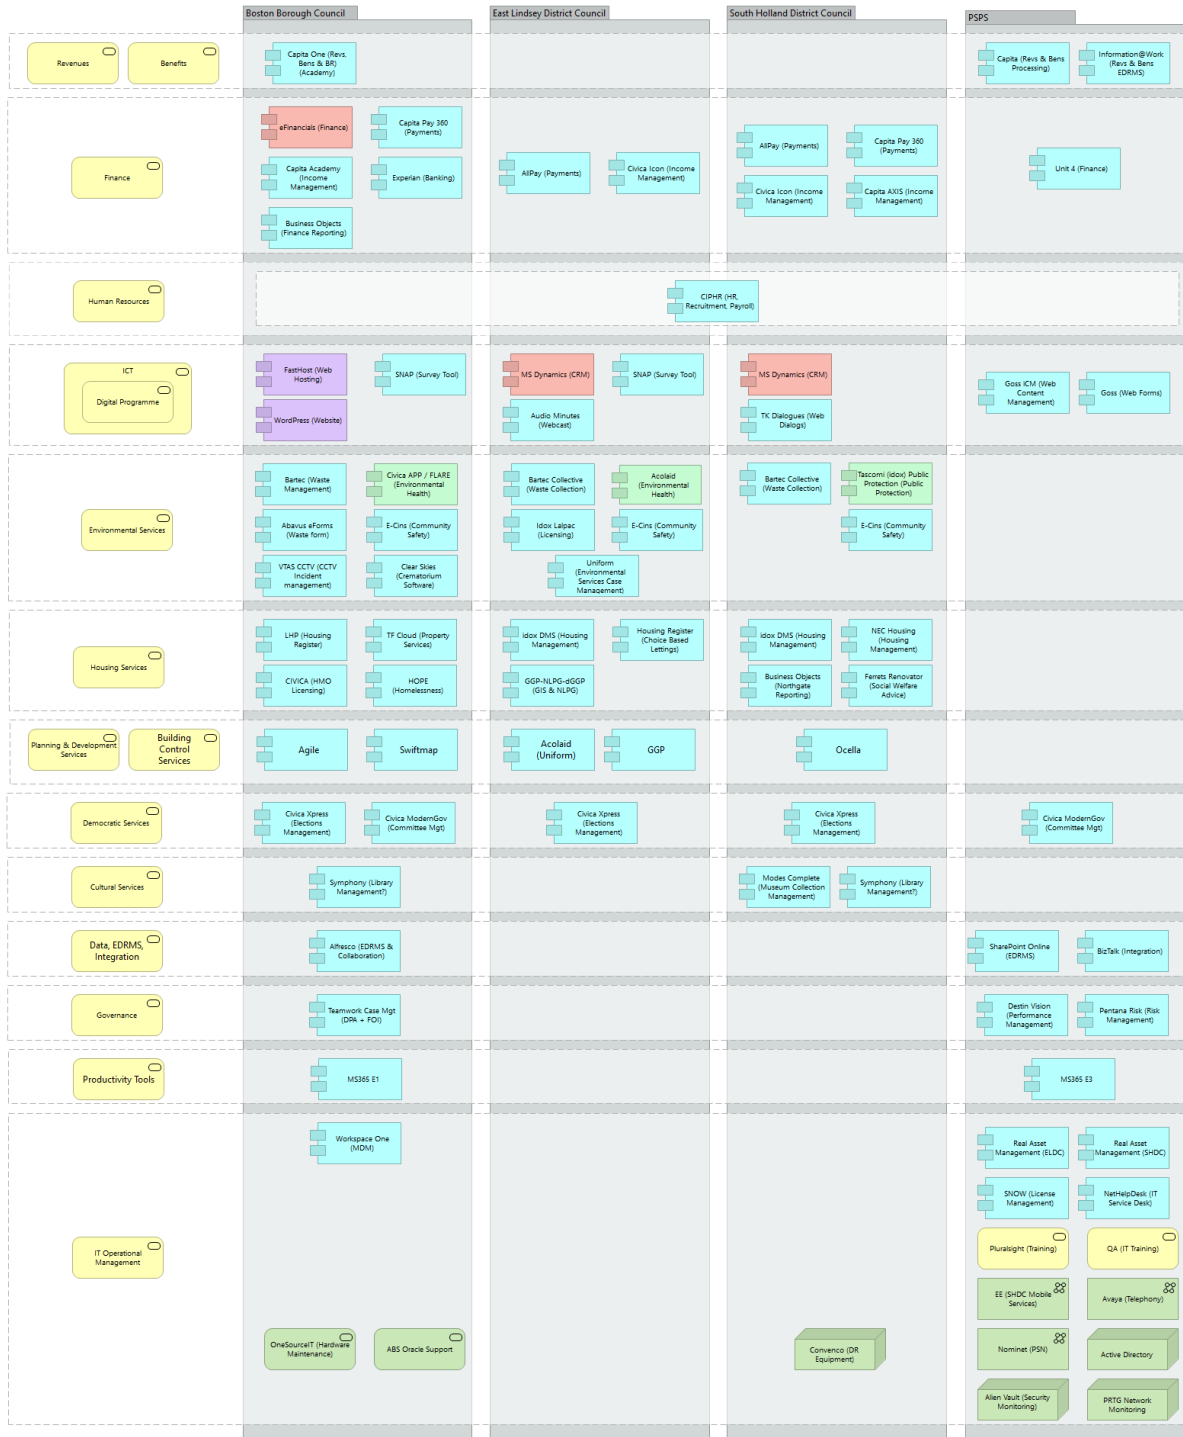 Boston Borough Council
East Lindsey District Council
South Holland District Council
PSPS
Revenues
Benefits
Capita One (Revs,
Bens & BR)
(Academy)
Capita (Revs & Bens
Processing)
Information@Work
(Revs & Bens
EDRMS)
Finance
eFinancials (Finance)
Capita Pay 360
(Payments)
Capita Academy
(Income
Management)
Experian (Banking)
Business Objects
(Finance Reporting)
AllPay (Payments)
Civica Icon (Income
Management)
AllPay (Payments)
Capita Pay 360
(Payments)
Civica Icon (Income
Management)
Capita AXIS (Income
Management)
Unit 4 (Finance)
Human Resources
CIPHR (HR,
Recruitment, Payroll)
ICT
Digital Programme
FastHost (Web
Hosting)
SNAP (Survey Tool)
WordPress (Website)
MS Dynamics (CRM)
SNAP (Survey Tool)
Audio Minutes
(Webcast)
MS Dynamics (CRM)
TK Dialogues (Web
Dialogs)
Goss iCM (Web
Content
Management)
Goss (Web Forms)
Environmental Services
Bartec (Waste
Management)
Civica APP / FLARE
(Environmental
Health)
Abavus eForms
(Waste form)
E-Cins (Community
Safety)
VTAS CCTV (CCTV
Incident
management)
Clear Skies
(Crematorium
Software)
Bartec Collective
(Waste Collection)
Acolaid
(Environmental
Health)
Idox Lalpac
(Licensing)
E-Cins (Community
Safety)
Uniform
(Environmental
Services Case
Management)
Bartec Collective
(Waste Collection)
Tascomi (idox) Public
Protection (Public
Protection)
E-Cins (Community
Safety)
Housing Services
LHP (Housing
Register)
TF Cloud (Property
Services)
CIVICA (HMO
Licensing)
HOPE
(Homelessness)
idox DMS (Housing
Management)
Housing Register
(Choice Based
Lettings)
GGP-NLPG-dGGP
(GIS & NLPG)
idox DMS (Housing
Management)
NEC Housing
(Housing
Management)
Business Objects
(Northgate
Reporting)
Ferrets Renovator
(Social Welfare
Advice)
Planning & Development
Services
Building
Control
Services
Agile
Swiftmap
Acolaid
(Uniform)
GGP
Ocella
Democratic Services
Civica Xpress
(Elections
Management)
Civica ModernGov
(Committee Mgt)
Civica Xpress
(Elections
Management)
Civica Xpress
(Elections
Management)
Civica ModernGov
(Committee Mgt)
Cultural Services
Symphony (Library
Management?)
Modes Complete
(Museum Collection
Management)
Symphony (Library
Management?)
Data, EDRMS,
Integration
Alfresco (EDRMS &
Collaboration)
SharePoint Online
(EDRMS)
BizTalk (Integration)
Governance
Teamwork Case Mgt
(DPA + FOI)
Destin Vision
(Performance
Management)
Pentana Risk (Risk
Management)
Productivity Tools
MS365 E1
MS365 E3
IT Operational
Management
Workspace One
(MDM)
OneSourceIT (Hardware
Maintenance)
ABS Oracle Support
Convenco (DR
Equipment)
Real Asset
Management (ELDC)
Real Asset
Management (SHDC)
SNOW (License
Management)
NetHelpDesk (IT
Service Desk)
Pluralsight (Training)
QA (IT Training)
EE (SHDC Mobile
Services)
Avaya (Telephony)
Nominet (PSN)
Active Directory
Alien Vault (Security
Monitoring)
PRTG Network
Monitoring